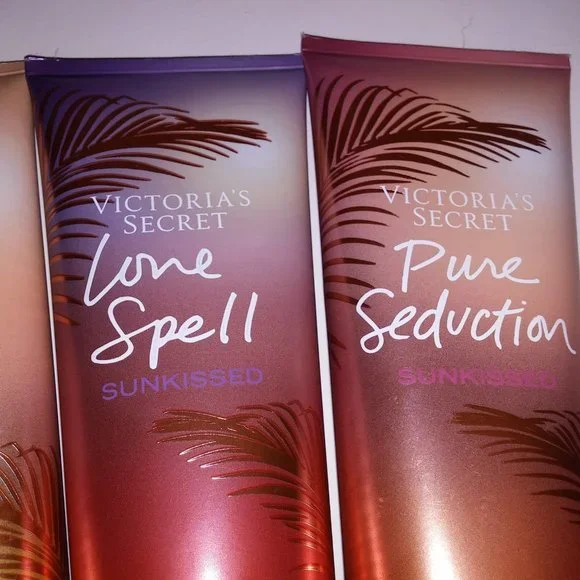 VICTORIA'S
SECRET
Love
Spell
SUNKISSED
VICTORIA'S
SECRET
Pure
Seduction
SUNKISSED